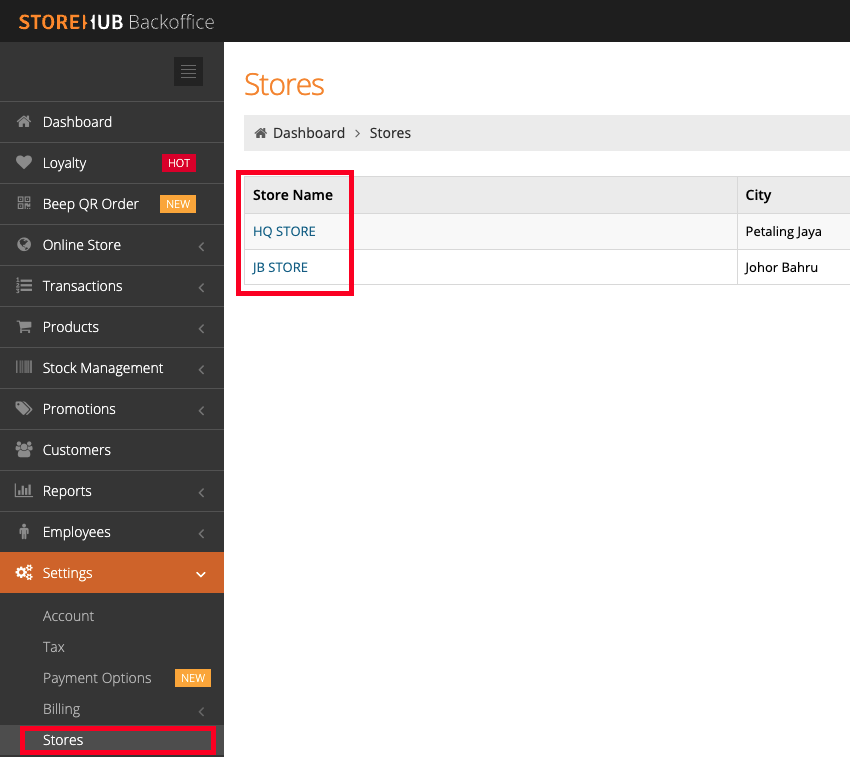 STOREHUB Backoffice
Dashboard
Loyalty HOT
Beep QR Order NEW
Online Store
Transactions
Products
Stock Management
Promotions
Customers
Reports
Employees
Settings
Account
Tax
Payment Options NEW
Billing
Stores
Stores
Dashboard > Stores
Store Name City
HQ STORE Petaling Jaya
JB STORE Johor Bahru